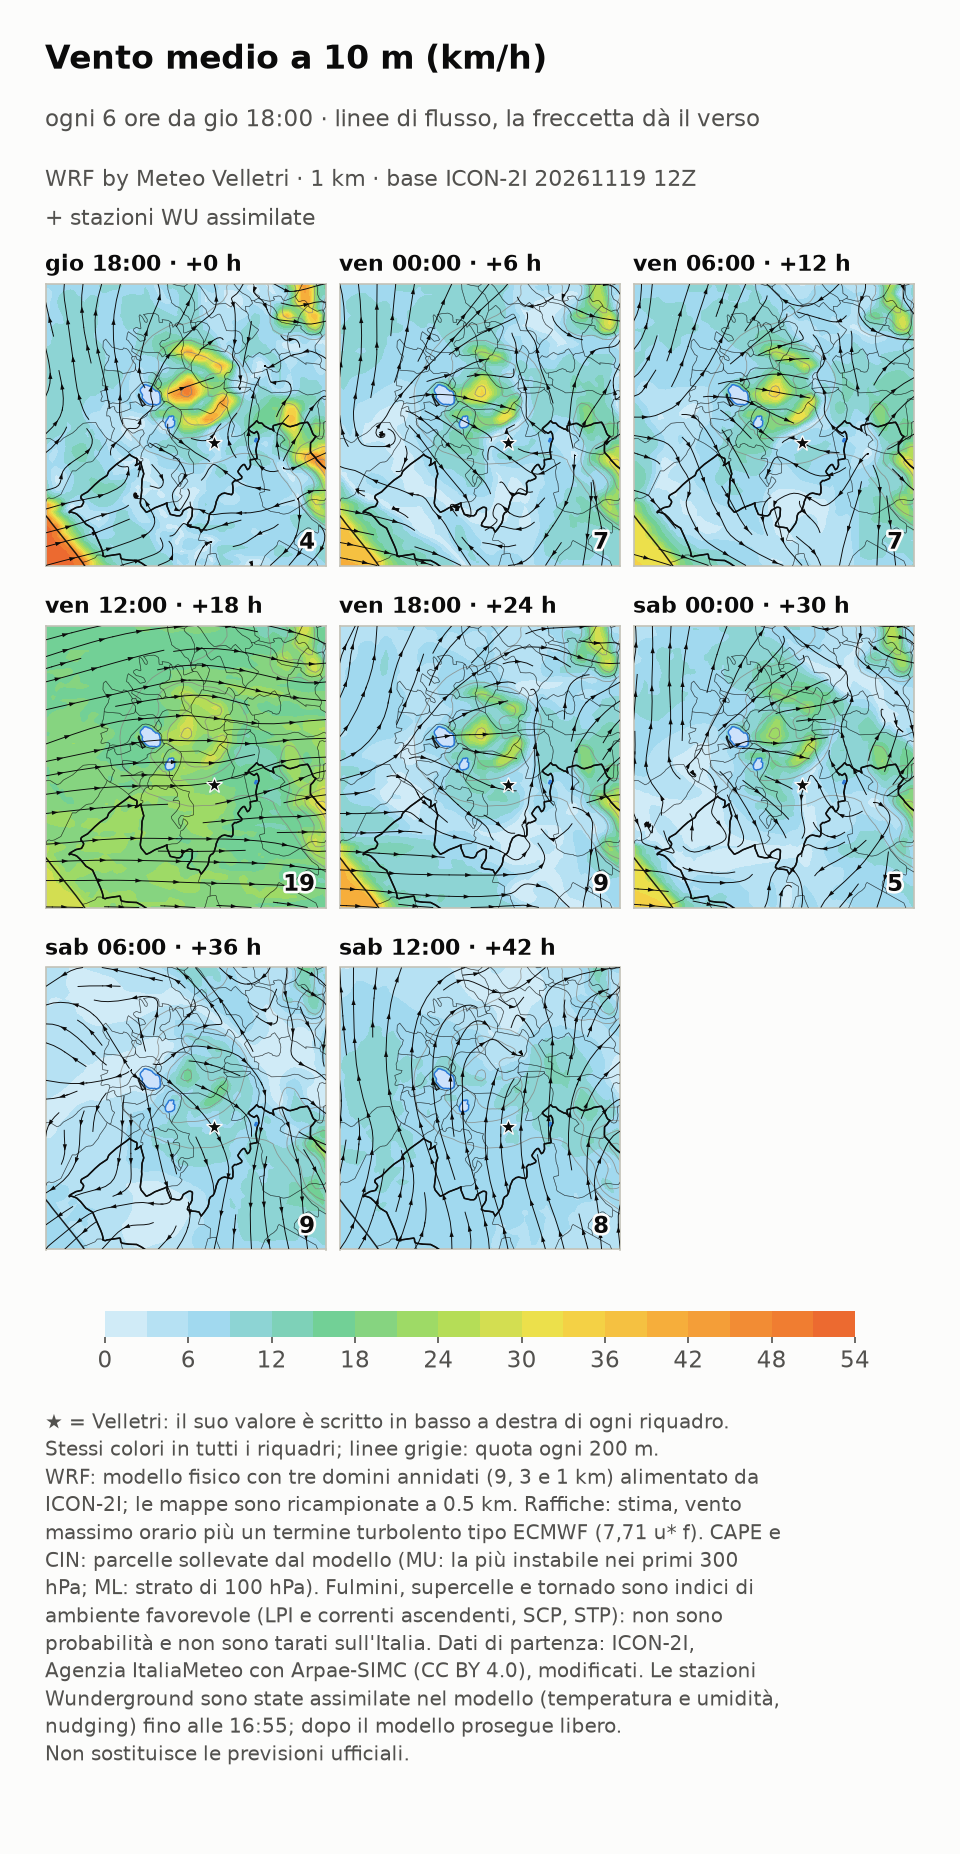 Vento medio a 10 m (km/h)
ogni 6 ore da gio 18:00 · linee di flusso, la freccetta dà il verso
WRF by Meteo Velletri · 1 km · base ICON-2I 20261119 12Z
+ stazioni WU assimilate
gio 18:00 · +0 h
ven 00:00 · +6 h
ven 06:00 · +12 h
4
7
7
ven 12:00 · +18 h
ven 18:00 · +24 h
sab 00:00 · +30 h
19
9
5
sab 06:00 · +36 h
sab 12:00 · +42 h
9
8
0 6 12 18 24 30 36 42 48 54
★ = Velletri: il suo valore è scritto in basso a destra di ogni riquadro.
Stessi colori in tutti i riquadri; linee grigie: quota ogni 200 m.
WRF: modello fisico con tre domini annidati (9, 3 e 1 km) alimentato da
ICON-2I; le mappe sono ricampionate a 0.5 km. Raffiche: stima, vento
massimo orario più un termine turbolento tipo ECMWF (7,71 u* f). CAPE e
CIN: parcelle sollevate dal modello (MU: la più instabile nei primi 300
hPa; ML: strato di 100 hPa). Fulmini, supercelle e tornado sono indici di
ambiente favorevole (LPI e correnti ascendenti, SCP, STP): non sono
probabilità e non sono tarati sull'Italia. Dati di partenza: ICON-2I,
Agenzia ItaliaMeteo con Arpae-SIMC (CC BY 4.0), modificati. Le stazioni
Wunderground sono state assimilate nel modello (temperatura e umidità,
nudging) fino alle 16:55; dopo il modello prosegue libero.
Non sostituisce le previsioni ufficiali.